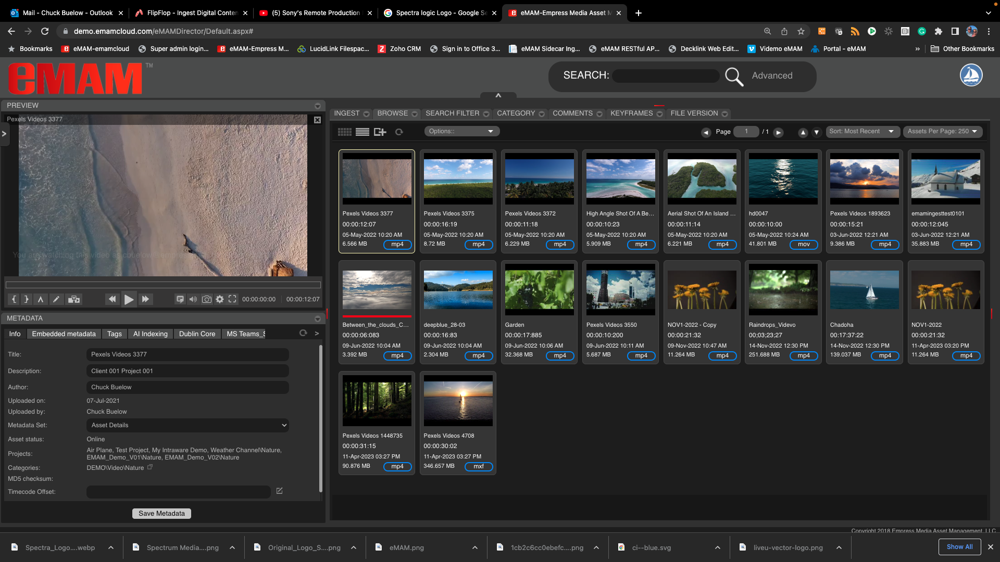 Mail - Chuck Buelow - Outlook
FlipFlop - Ingest Digital Conten
(5) Sony's Remote Production
Spectra logic Logo - Google Se
eMAM-Empress Media Asset M
demo.emamcloud.com/eMAMDirector/Default.aspx#
Bookmarks
eMAM-emamcloud
Super admin login...
eMAM-Empress M...
LucidLink Filespac...
Zoho CRM
Sign in to Office 3...
eMAM Sidecar Ing...
eMAM RESTful AP...
Decklink Web Edit...
Videmo eMAM
Portal - eMAM
»
Other Bookmarks
eMAM™
SEARCH:
Advanced
PREVIEW
Pexels Videos 3377
00:00:00:00
00:00:12:07
METADATA
Info
Embedded metadata
Tags
AI Indexing
Dublin Core
MS Teams_S
Title: Pexels Videos 3377
Description: Client 001 Project 001
Author: Chuck Buelow
Uploaded on: 07-Jul-2021
Uploaded by: Chuck Buelow
Metadata Set: Asset Details
Asset status: Online
Projects: Air Plane, Test Project, My Intraware Demo, Weather Channel\Nature,
EMAM_Demo_V01\Nature, EMAM_Demo_V02\Nature
Categories: DEMO\Video\Nature
MD5 checksum:
Timecode Offset:
Save Metadata
INGEST
BROWSE
SEARCH FILTER
CATEGORY
COMMENTS
KEYFRAMES
FILE VERSION
Options::
Page 1 / 1
Sort: Most Recent
Assets Per Page: 250
Pexels Videos 3377
00:00:12:07
05-May-2022 10:20 AM
6.566 MB mp4
Pexels Videos 3375
00:00:16:19
05-May-2022 10:20 AM
8.72 MB mp4
Pexels Videos 3372
00:00:11:18
05-May-2022 10:20 AM
6.229 MB mp4
High Angle Shot Of A Be...
00:00:10:23
05-May-2022 10:20 AM
5.909 MB mp4
Aerial Shot Of An Island ...
00:00:11:14
05-May-2022 10:20 AM
6.221 MB mp4
hd0047
00:00:10:00
05-May-2022 10:24 AM
41.801 MB mov
Pexels Videos 1893623
00:00:15:21
03-Jun-2022 12:21 AM
9.386 MB mp4
emamingesttest0101
00:00:12:045
03-Jun-2022 12:21 AM
35.883 MB mp4
Between_the_clouds_C...
00:00:06:083
09-Jun-2022 10:04 AM
3.392 MB mp4
deepblue_28-03
00:00:16:83
09-Jun-2022 10:04 AM
2.304 MB mp4
Garden
00:00:17:885
09-Jun-2022 10:06 AM
32.368 MB mp4
Pexels Videos 3550
00:00:10:200
09-Jun-2022 10:11 AM
5.687 MB mp4
NOV1-2022 - Copy
00:00:21:32
09-Nov-2022 10:47 AM
11.264 MB mp4
Raindrops_Videvo
00;03;23;27
14-Nov-2022 12:30 PM
251.688 MB mp4
Chadoha
00:17:37:22
14-Nov-2022 12:30 PM
139.037 MB mp4
NOV1-2022
00:00:21:32
11-Apr-2023 03:20 PM
11.264 MB mp4
Pexels Videos 1448735
00:00:31:15
11-Apr-2023 03:27 PM
90.876 MB mp4
Pexels Videos 4708
00:00:30:02
11-Apr-2023 03:27 PM
346.657 MB mxf
Copyright 2018 Empress Media Asset Management, LLC
Spectra_Logo....webp
Spectrum Media....png
Original_Logo_S....png
eMAM.png
1cb2c6cc0ebefc....png
ci--blue.svg
liveu-vector-logo.png
Show All